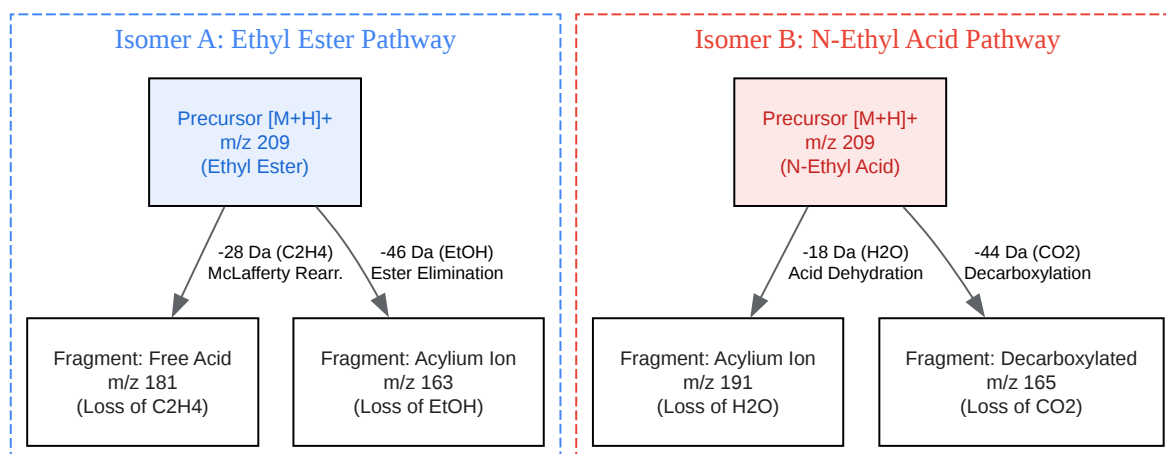 Isomer A: Ethyl Ester Pathway
Precursor [M+H]+
m/z 209
(Ethyl Ester)
-28 Da (C2H4)
McLafferty Rearr.
-46 Da (EtOH)
Ester Elimination
Fragment: Free Acid
m/z 181
(Loss of C2H4)
Fragment: Acylium Ion
m/z 163
(Loss of EtOH)
Isomer B: N-Ethyl Acid Pathway
Precursor [M+H]+
m/z 209
(N-Ethyl Acid)
-18 Da (H2O)
Acid Dehydration
-44 Da (CO2)
Decarboxylation
Fragment: Acylium Ion
m/z 191
(Loss of H2O)
Fragment: Decarboxylated
m/z 165
(Loss of CO2)